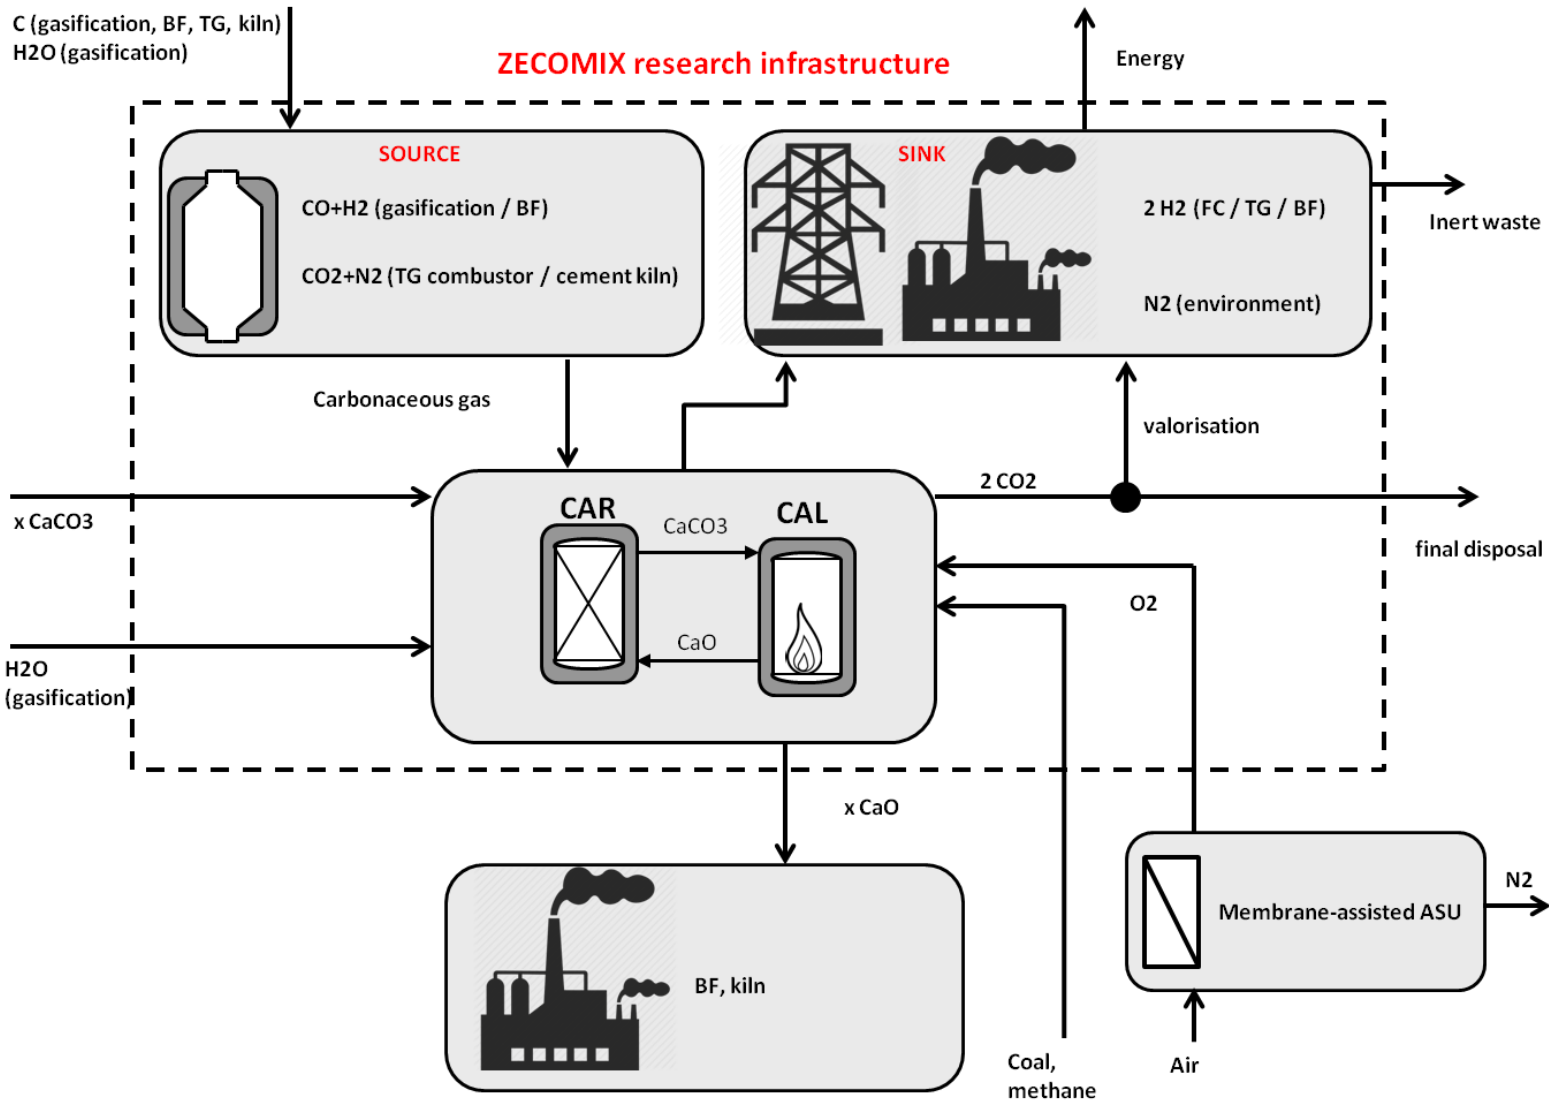 C (gasification, BF, TG, kiln)
H2O (gasification)
ZECOMIX research infrastructure
Energy
SOURCE
CO+H2 (gasification / BF)
CO2+N2 (TG combustor / cement kiln)
SINK
2 H2 (FC / TG / BF)
N2 (environment)
Inert waste
Carbonaceous gas
valorisation
x CaCO3
2 CO2
final disposal
CAR
CaCO3
CAL
CaO
O2
H2O
(gasification)
x CaO
BF, kiln
Membrane-assisted ASU
N2
Coal,
methane
Air